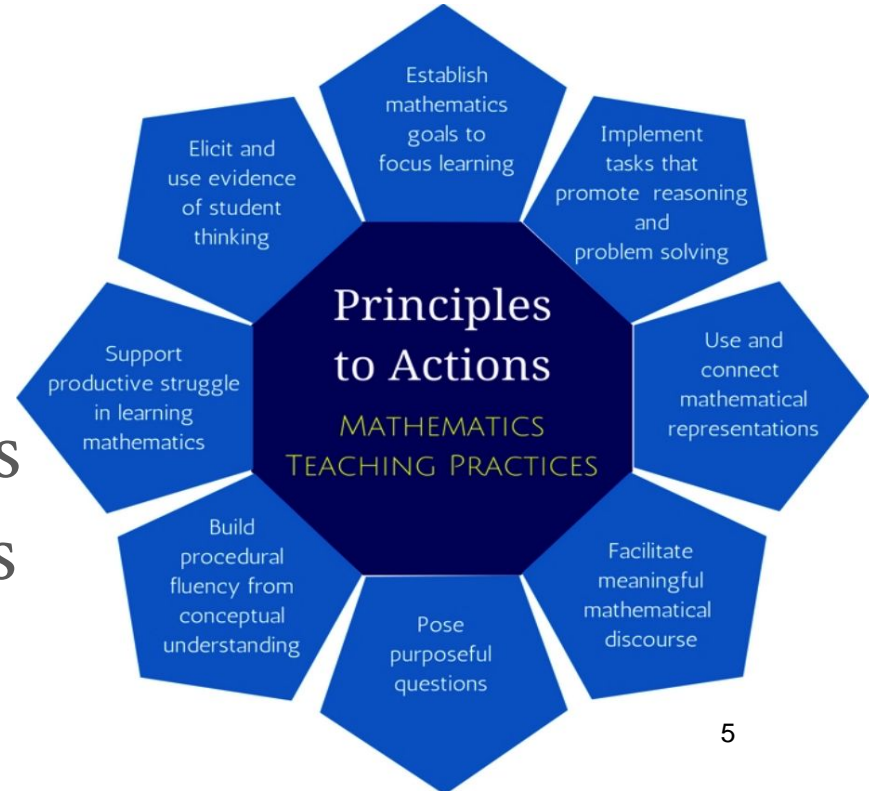 Establish
mathematics
goals to
focus learning
Implement
tasks that
promote reasoning
and
problem solving
Use and
connect
mathematical
representations
Facilitate
meaningful
mathematical
discourse
Pose
purposeful
questions
Build
procedural
fluency from
conceptual
understanding
Support
productive struggle
in learning
mathematics
Elicit and
use evidence
of student
thinking
Principles
to Actions
MATHEMATICS
TEACHING PRACTICES
s
s
5